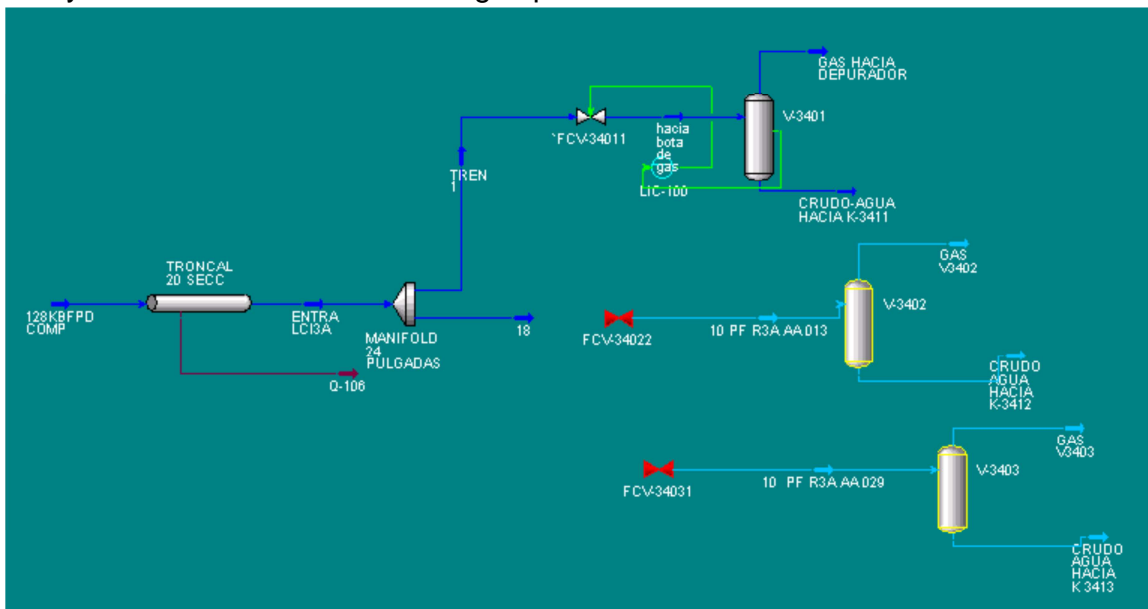 GAS HACIA
DEPURADOR
V-3401
`FCV-34011
hacia
bota
de
gas
LIC-100
TREN
1
CRUDO-AGUA
HACIA K-3411
TRONCAL
20 SECC
128KBFPD
COMP
ENTRA
LCI3A
MANIFOLD
24
PULGADAS
18
Q-106
GAS
V3402
V-3402
FCV-34022
10 PF R3A AA 013
CRUDO
AGUA
HACIA
K-3412
GAS
V3403
V-3403
FCV-34031
10 PF R3A AA 029
CRUDO
AGUA
HACIA
K 3413